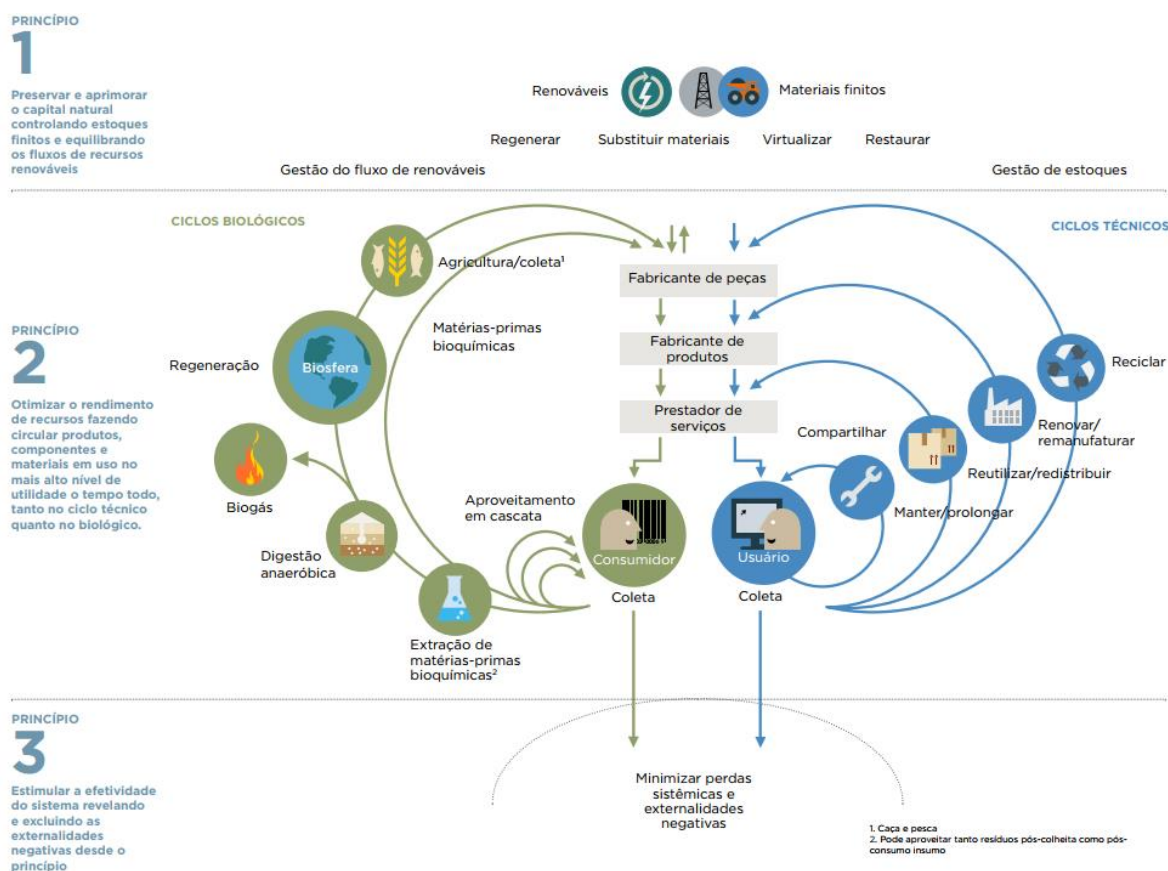 PRINCÍPIO
1
Preservar e aprimorar
o capital natural
controlando estoques
finitos e equilibrando
os fluxos de recursos
renováveis
Renováveis
Materiais finitos
Regenerar
Substituir materiais
Virtualizar
Restaurar
Gestão do fluxo de renováveis
Gestão de estoques
CICLOS BIOLÓGICOS
CICLOS TÉCNICOS
PRINCÍPIO
2
Otimizar o rendimento
de recursos fazendo
circular produtos,
componentes e
materiais em uso no
mais alto nível de
utilidade o tempo todo,
tanto no ciclo técnico
quanto no biológico.
Agricultura/coleta¹
Matérias-primas
bioquímicas
Regeneração
Biosfera
Biogás
Digestão
anaeróbica
Extração de
matérias-primas
bioquímicas²
Aproveitamento
em cascata
Fabricante de peças
Fabricante de
produtos
Prestador de
serviços
Consumidor
Coleta
Usuário
Coleta
Compartilhar
Manter/prolongar
Reutilizar/redistribuir
Renovar/
remanufaturar
Reciclar
PRINCÍPIO
3
Estimular a efetividade
do sistema revelando
e excluindo as
externalidades
negativas desde o
princípio
Minimizar perdas
sistêmicas e
externalidades
negativas
1. Caça e pesca
2. Pode aproveitar tanto resíduos pós-colheita como pós-
consumo insumo